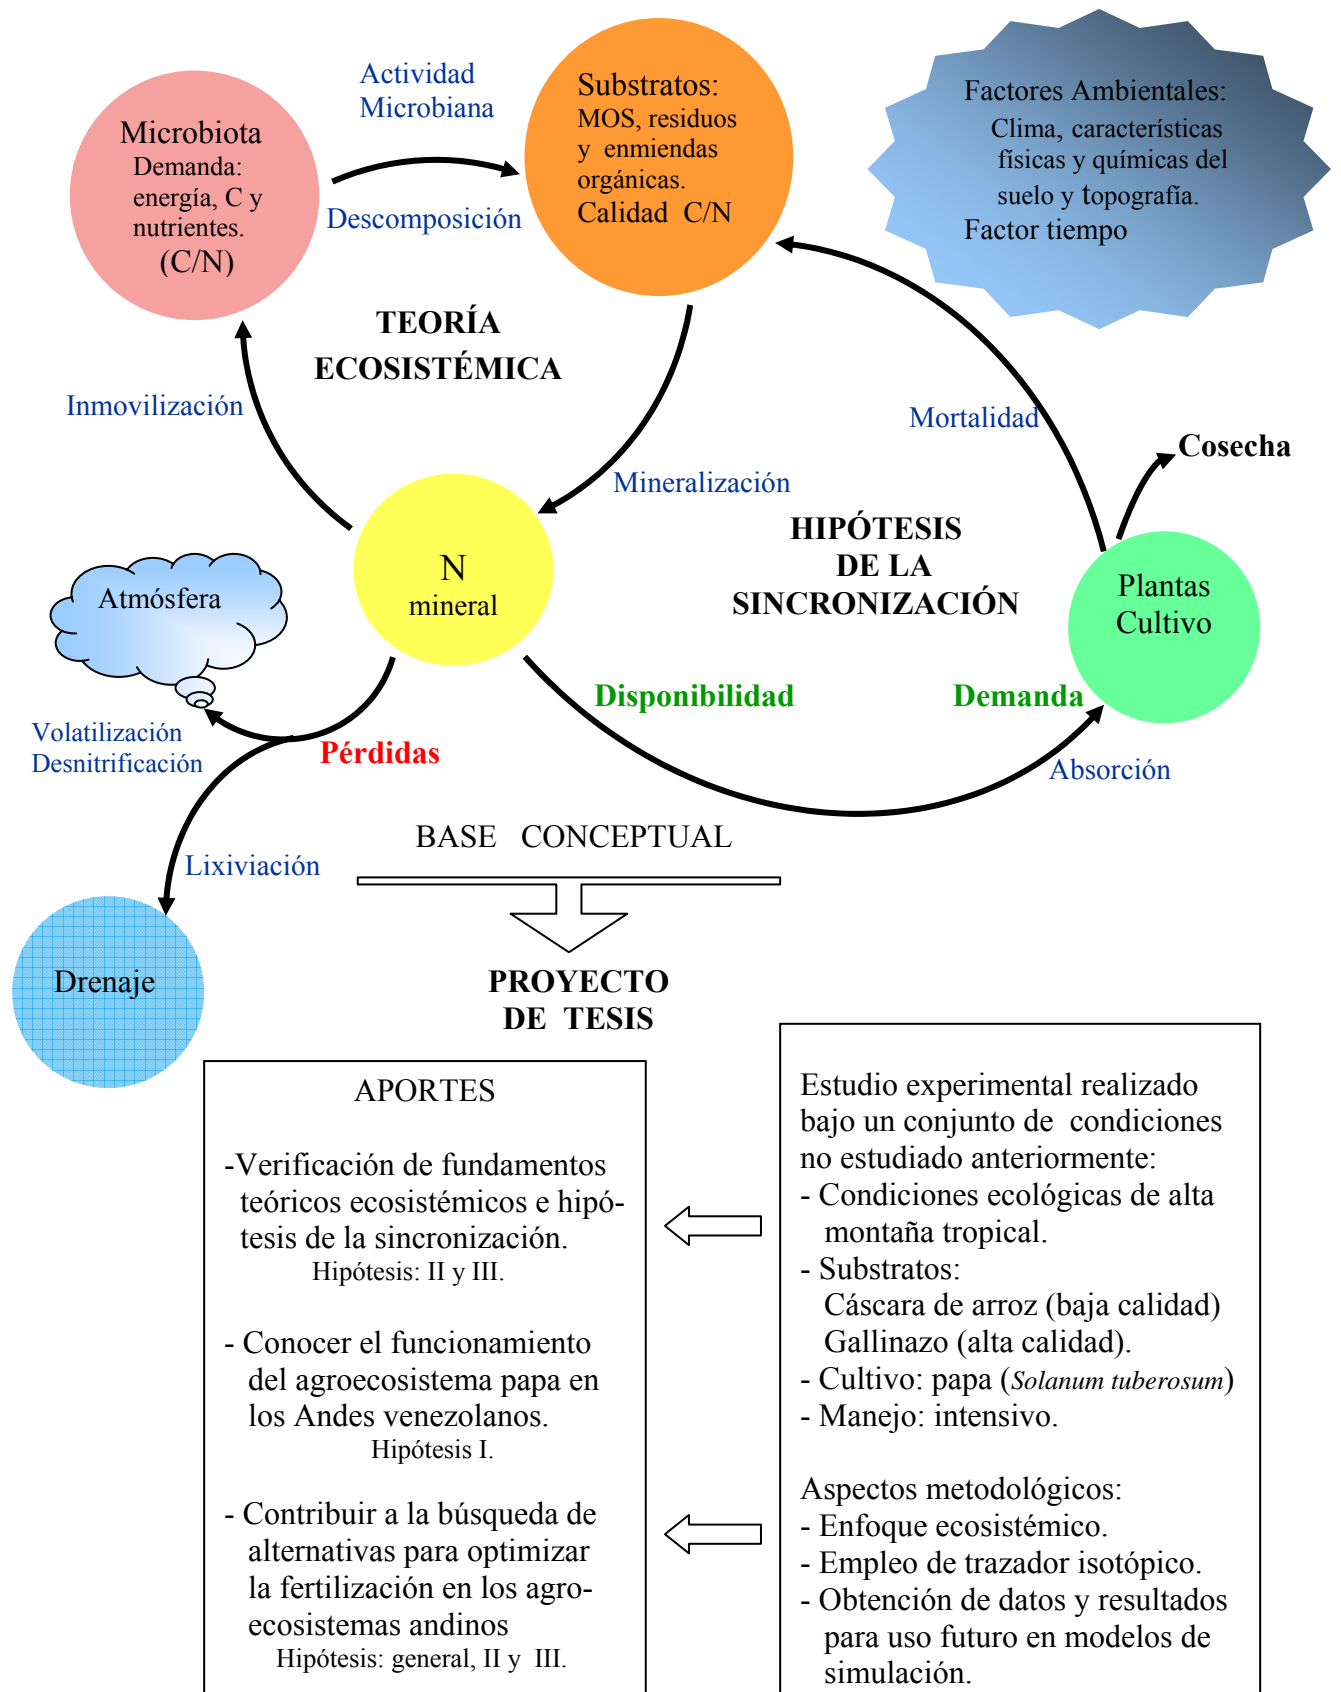 Actividad
Microbiana
Microbiota
Demanda:
energía, C y
nutrientes.
(C/N)
Descomposición
Substratos:
MOS, residuos
y enmiendas
orgánicas.
Calidad C/N
Factores Ambientales:
Clima, características
físicas y químicas del
suelo y topografía.
Factor tiempo
TEORÍA
ECOSISTÉMICA
Inmovilización
Mortalidad
Cosecha
Mineralización
HIPÓTESIS
DE LA
SINCRONIZACIÓN
N
mineral
Plantas
Cultivo
Atmósfera
Disponibilidad
Demanda
Volatilización
Desnitrificación
Pérdidas
Absorción
BASE CONCEPTUAL
Lixiviación
Drenaje
PROYECTO
DE TESIS
APORTES
-Verificación de fundamentos
teóricos ecosistémicos e hipó-
tesis de la sincronización.
Hipótesis: II y III.
- Conocer el funcionamiento
del agroecosistema papa en
los Andes venezolanos.
Hipótesis I.
- Contribuir a la búsqueda de
alternativas para optimizar
la fertilización en los agro-
ecosistemas andinos
Hipótesis: general, II y III.
Estudio experimental realizado
bajo un conjunto de condiciones
no estudiado anteriormente:
- Condiciones ecológicas de alta
montaña tropical.
- Substratos:
Cáscara de arroz (baja calidad)
Gallinazo (alta calidad).
- Cultivo: papa (Solanum tuberosum)
- Manejo: intensivo.
Aspectos metodológicos:
- Enfoque ecosistémico.
- Empleo de trazador isotópico.
- Obtención de datos y resultados
para uso futuro en modelos de
simulación.